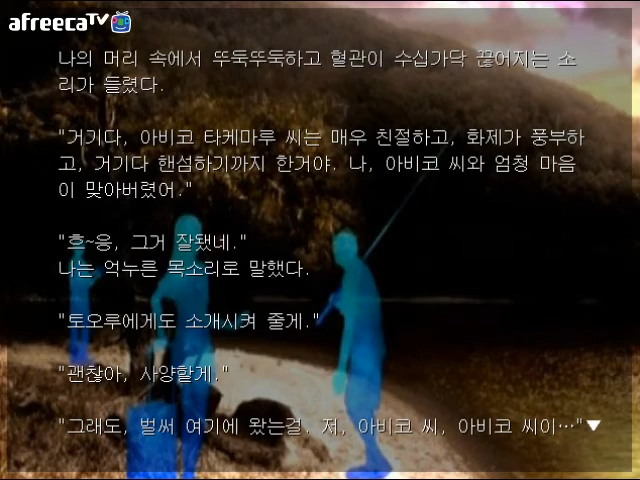 afreecaTV
나의 머리 속에서 뚜둑뚜둑하고 혈관이 수십가닥 끊어지는 소
리가 들렸다.
"거기다, 아비코 타케마루 씨는 매우 친절하고, 화제가 풍부하
고, 거기다 핸섬하기까지 한거야. 나, 아비코 씨와 엄청 마음
이 맞아버렸어."
"흐~응, 그거 잘됐네."
나는 억누른 목소리로 말했다.
"토오루에게도 소개시켜 줄게."
"괜찮아, 사양할게."
"그래도, 벌써 여기에 왔는걸. 저, 아비코 씨, 아비코 씨이…"▼